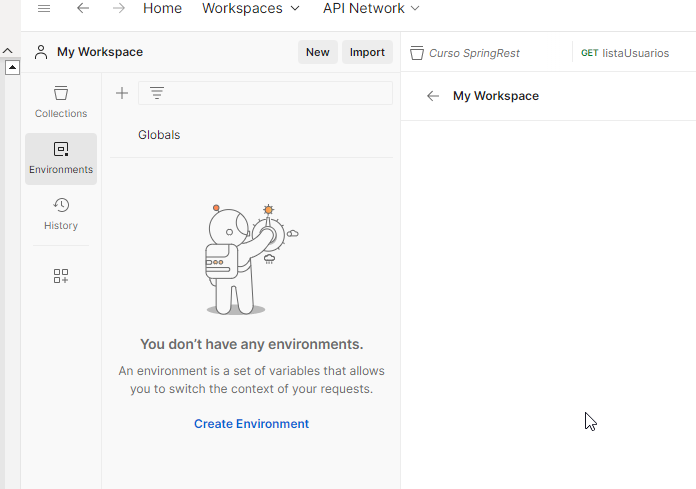 Home Workspaces API Network
My Workspace New Import Curso SpringRest GET listaUsuarios
Collections
My Workspace
Globals
Environments
History
You don't have any environments.
An environment is a set of variables that allows
you to switch the context of your requests.
Create Environment